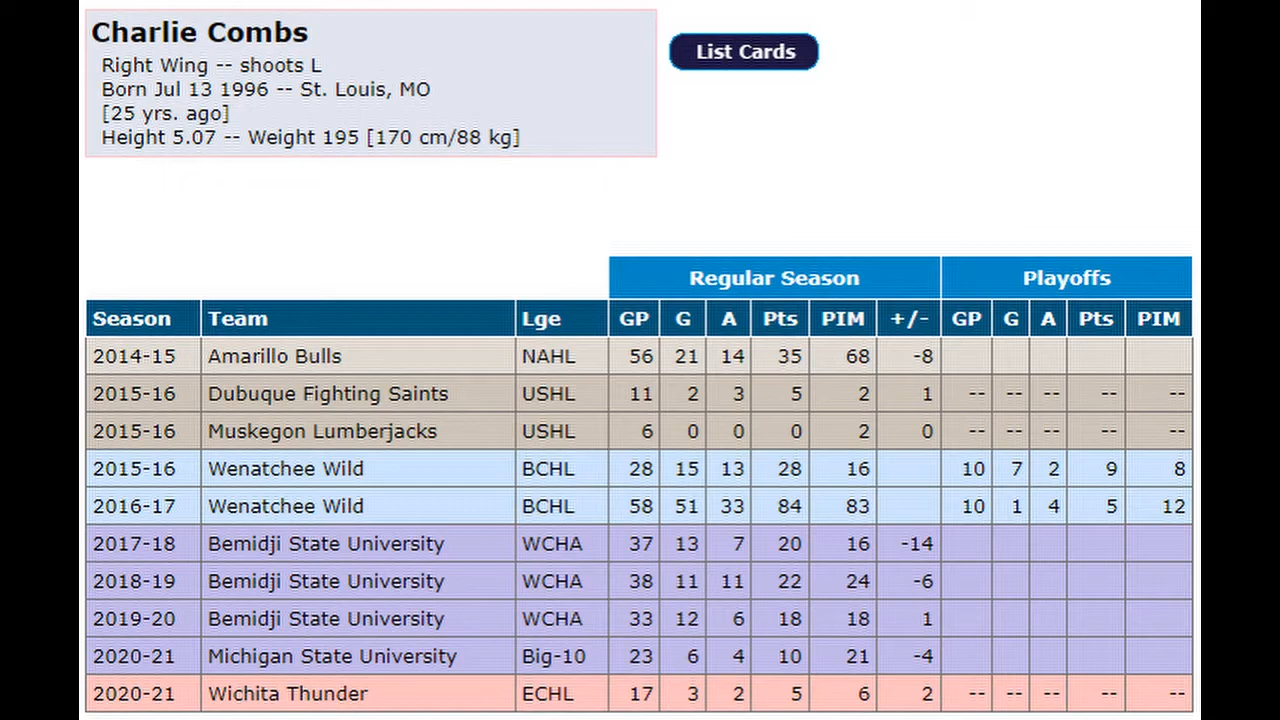 Charlie Combs
Right Wing -- shoots L
Born Jul 13 1996 -- St. Louis, MO
[25 yrs. ago]
Height 5.07 -- Weight 195 [170 cm/88 kg]
List Cards
Regular Season Playoffs
Season Team Lge GP G A Pts PIM +/- GP G A Pts PIM
2014-15 Amarillo Bulls NAHL 56 21 14 35 68 -8
2015-16 Dubuque Fighting Saints USHL 11 2 3 5 2 1 -- -- -- -- --
2015-16 Muskegon Lumberjacks USHL 6 0 0 0 2 0 -- -- -- -- --
2015-16 Wenatchee Wild BCHL 28 15 13 28 16 10 7 2 9 8
2016-17 Wenatchee Wild BCHL 58 51 33 84 83 10 1 4 5 12
2017-18 Bemidji State University WCHA 37 13 7 20 16 -14
2018-19 Bemidji State University WCHA 38 11 11 22 24 -6
2019-20 Bemidji State University WCHA 33 12 6 18 18 1
2020-21 Michigan State University Big-10 23 6 4 10 21 -4
2020-21 Wichita Thunder ECHL 17 3 2 5 6 2 -- -- -- -- --